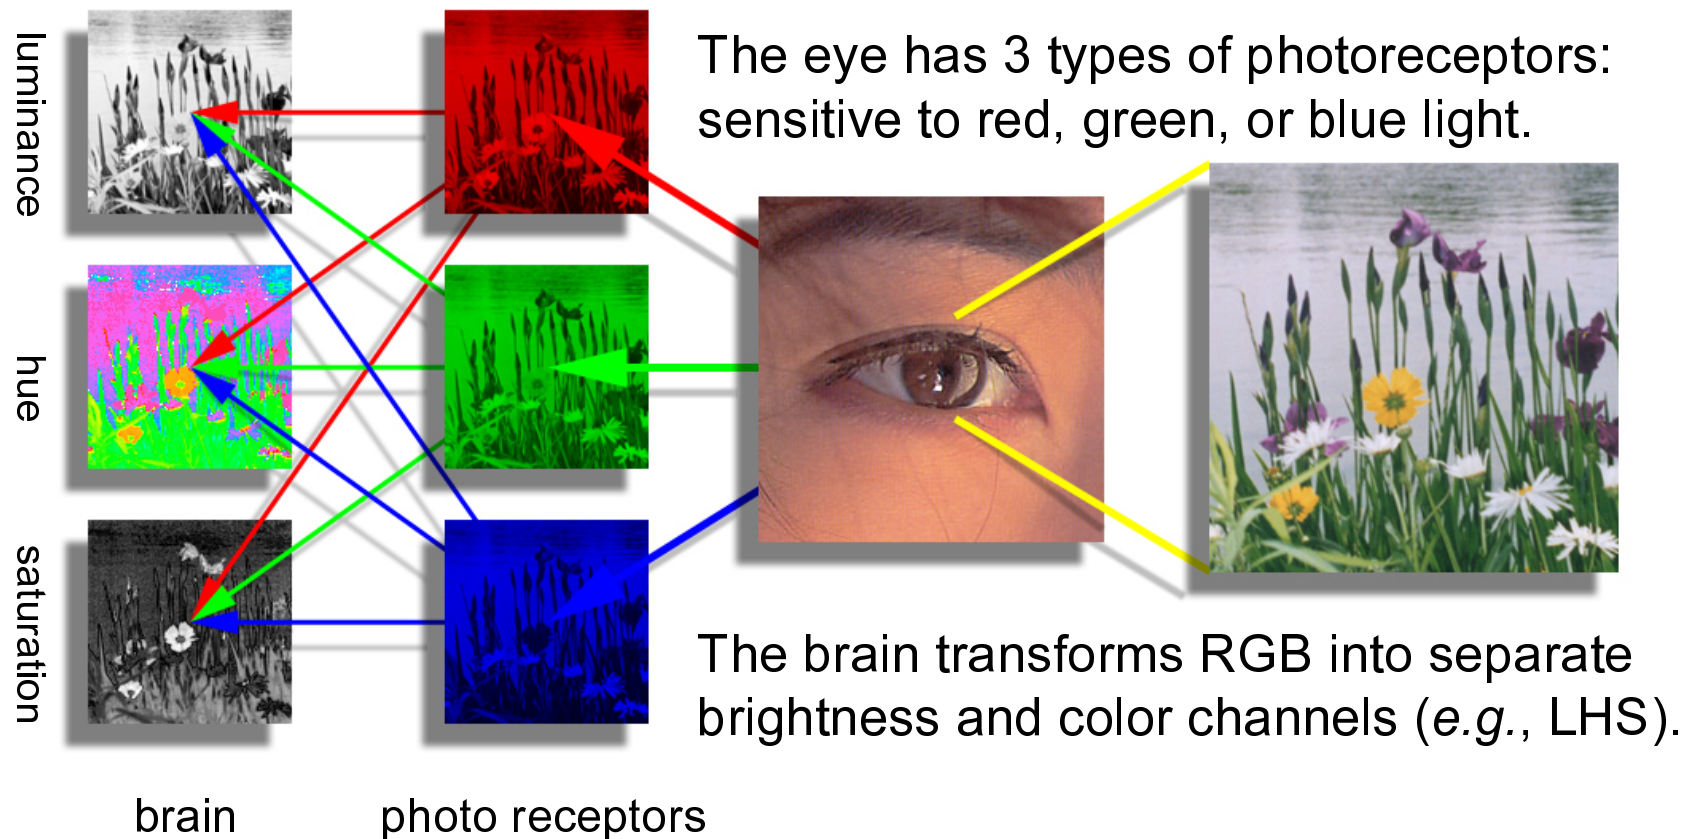 The eye has 3 types of photoreceptors:
sensitive to red, green, or blue light.
luminance
hue
saturation
The brain transforms RGB into separate
brightness and color channels (e.g., LHS).
brain
photo receptors